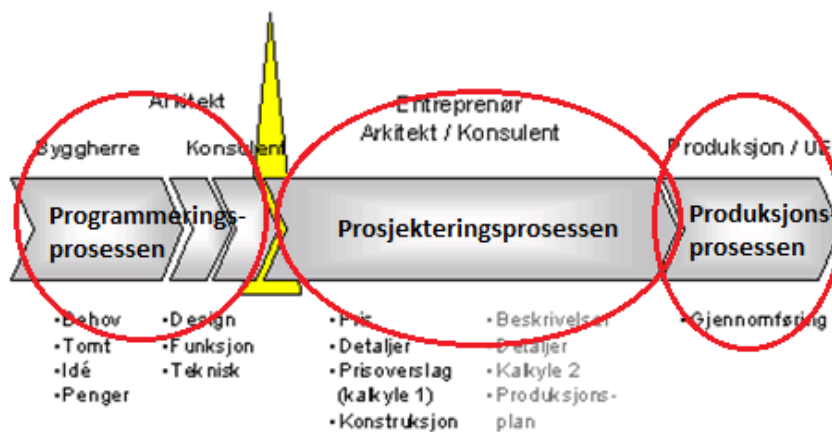 Arkitekt
Byggherre
Konsulent
Entreprenør
Arkitekt / Konsulent
Produksjon / UE
Programmerings-
prosessen
Prosjekteringsprosessen
Produksjons-
prosessen
•Behov
•Tomt
•Idé
•Penger
•Design
•Funksjon
•Teknisk
•Pris
•Detaljer
•Prisoverslag
(kalkyle 1)
•Konstruksjon
•Beskrivelser
•Detaljer
•Kalkyle 2
•Produksjons-
plan
•Gjennomføring